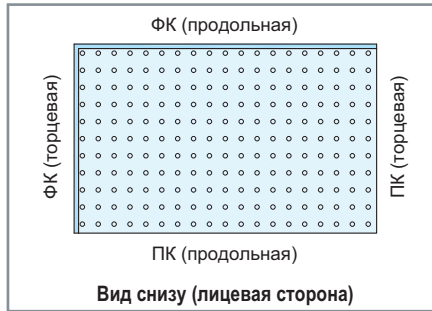 ФК (продольная)
ФК (торцевая)
ПК (торцевая)
ПК (продольная)
Вид снизу (лицевая сторона)